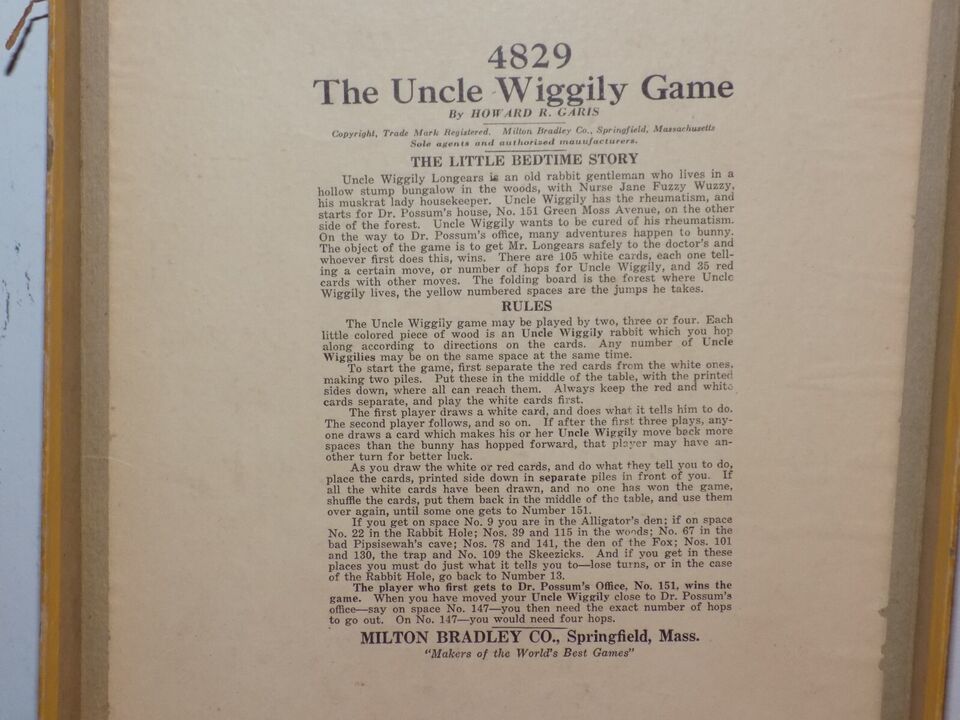 4829
The Uncle Wiggily Game
By HOWARD R. GARIS
Copyright, Trade Mark Registered. Milton Bradley Co., Springfield, Massachusetts
Sole agents and authorized manufacturers.
THE LITTLE BEDTIME STORY
Uncle Wiggily Longears is an old rabbit gentleman who lives in a
hollow stump bungalow in the woods, with Nurse Jane Fuzzy Wuzzy,
his muskrat lady housekeeper. Uncle Wiggily has the rheumatism, and
starts for Dr. Possum's house, No. 151 Green Moss Avenue, on the other
side of the forest. Uncle Wiggily wants to be cured of his rheumatism.
On the way to Dr. Possum's office, many adventures happen to bunny.
The object of the game is to get Mr. Longears safely to the doctor's and
whoever first does this, wins. There are 105 white cards, each one tell-
ing a certain move, or number of hops for Uncle Wiggily, and 35 red
cards with other moves. The folding board is the forest where Uncle
Wiggily lives, the yellow numbered spaces are the jumps he takes.
RULES
The Uncle Wiggily game may be played by two, three or four. Each
little colored piece of wood is an Uncle Wiggily rabbit which you hop
along according to directions on the cards. Any number of Uncle
Wiggilies may be on the same space at the same time.
To start the game, first separate the red cards from the white ones,
making two piles. Put these in the middle of the table, with the printed
sides down, where all can reach them. Always keep the red and white
cards separate, and play the white cards first.
The first player draws a white card, and does what it tells him to do.
The second player follows, and so on. If after the first three plays, any-
one draws a card which makes his or her Uncle Wiggily move back more
spaces than the bunny has hopped forward, that player may have an-
other turn for better luck.
As you draw the white or red cards, and do what they tell you to do,
place the cards, printed side down in separate piles in front of you. If
all the white cards have been drawn, and no one has won the game,
shuffle the cards, put them back in the middle of the table, and use them
over again, until some one gets to Number 151.
If you get on space No. 9 you are in the Alligator's den; if on space
No. 22 in the Rabbit Hole; Nos. 39 and 115 in the woods; No. 67 in the
bad Pipsisewah's cave; Nos. 78 and 141, the den of the Fox; Nos. 101
and 130, the trap and No. 109 the Skeezicks. And if you get in these
places you must do just what it tells you to—lose turns, or in the case
of the Rabbit Hole, go back to Number 13.
The player who first gets to Dr. Possum's Office, No. 151, wins the
game. When you have moved your Uncle Wiggily close to Dr. Possum's
office—say on space No. 147—you then need the exact number of hops
to go out. On No. 147—you would need four hops.
MILTON BRADLEY CO., Springfield, Mass.
"Makers of the World's Best Games"